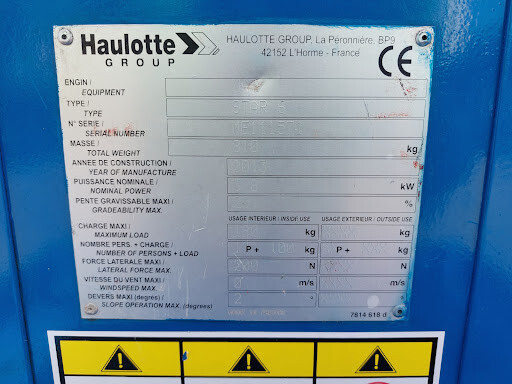 Haulotte
GROUP
HAULOTTE GROUP, La Péronnière, BP9
42152 L'Horme - France
CE
ENGIN /
EQUIPMENT
TYPE /
TYPE
N° SERIE /
SERIAL NUMBER
MASSE /
TOTAL WEIGHT
kg
ANNEE DE CONSTRUCTION /
YEAR OF MANUFACTURE
PUISSANCE NOMINALE /
NOMINAL POWER
kW
PENTE GRAVISSABLE MAXI /
GRADEABILITY MAX.
%
USAGE INTERIEUR / INSIDE USE
USAGE EXTERIEUR / OUTSIDE USE
CHARGE MAXI /
MAXIMUM LOAD
kg
kg
NOMBRE PERS. + CHARGE /
NUMBER OF PERSONS + LOAD
P +
kg
P +
kg
FORCE LATERALE MAXI /
LATERAL FORCE MAX.
N
N
VITESSE DU VENT MAXI /
WINDSPEED MAX.
m/s
m/s
DEVERS MAXI (degrés) /
SLOPE OPERATION MAX. (degrees)
2
°
°
7814 618 d